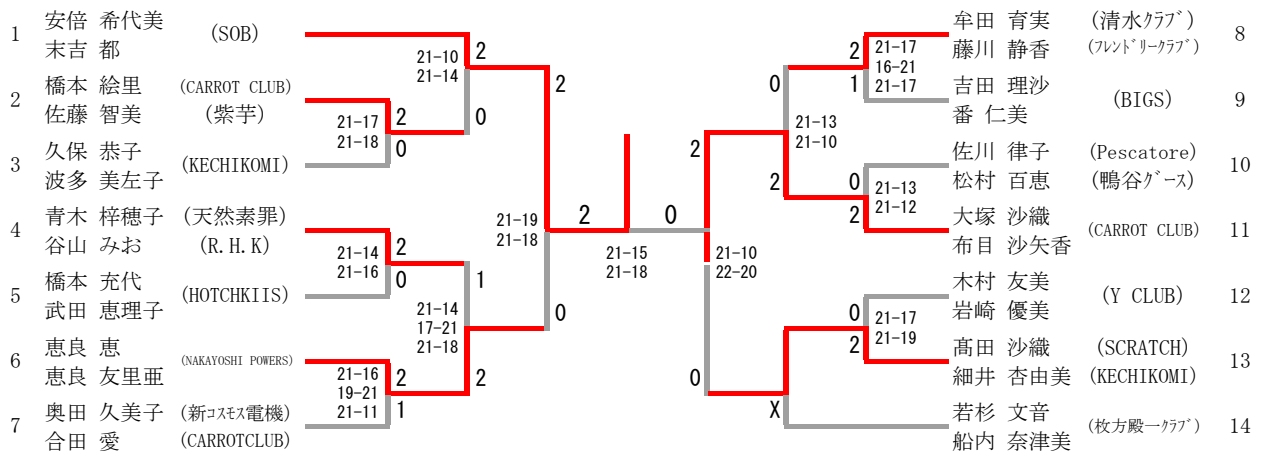 1
安倍 希代美
末吉 都
(SOB)
2
橋本 絵里
佐藤 智美
(CARROT CLUB)
(紫芋)
3
久保 恭子
波多 美左子
(KECHIKOMI)
4
青木 梓穂子
谷山 みお
(天然素罪)
(R.H.K)
5
橋本 充代
武田 恵理子
(HOTCHKIIS)
6
恵良 恵
恵良 友里亜
(NAKAYOSHI POWERS)
7
奥田 久美子
合田 愛
(新ｺｽﾓｽ電機)
(CARROTCLUB)
21-17
21-18
2
0
21-10
21-14
2
0
21-14
21-16
2
0
21-16
19-21
21-11
2
1
21-14
17-21
21-18
1
2
21-19
21-18
2
0
2
0
21-15
21-18
21-10
22-20
2
0
21-13
21-10
0
2
2
1
21-17
16-21
21-17
0
2
21-13
21-12
0
2
21-17
21-19
X
牟田 育実
藤川 静香
(清水ｸﾗﾌﾞ)
(ﾌﾚﾝﾄﾞﾘｰｸﾗﾌﾞ)
8
吉田 理沙
番 仁美
(BIGS)
9
佐川 律子
松村 百恵
(Pescatore)
(鴨谷ｸﾞｰｽ)
10
大塚 沙織
布目 沙矢香
(CARROT CLUB)
11
木村 友美
岩崎 優美
(Y CLUB)
12
髙田 沙織
細井 杏由美
(SCRATCH)
(KECHIKOMI)
13
若杉 文音
船内 奈津美
(枚方殿一ｸﾗﾌﾞ)
14